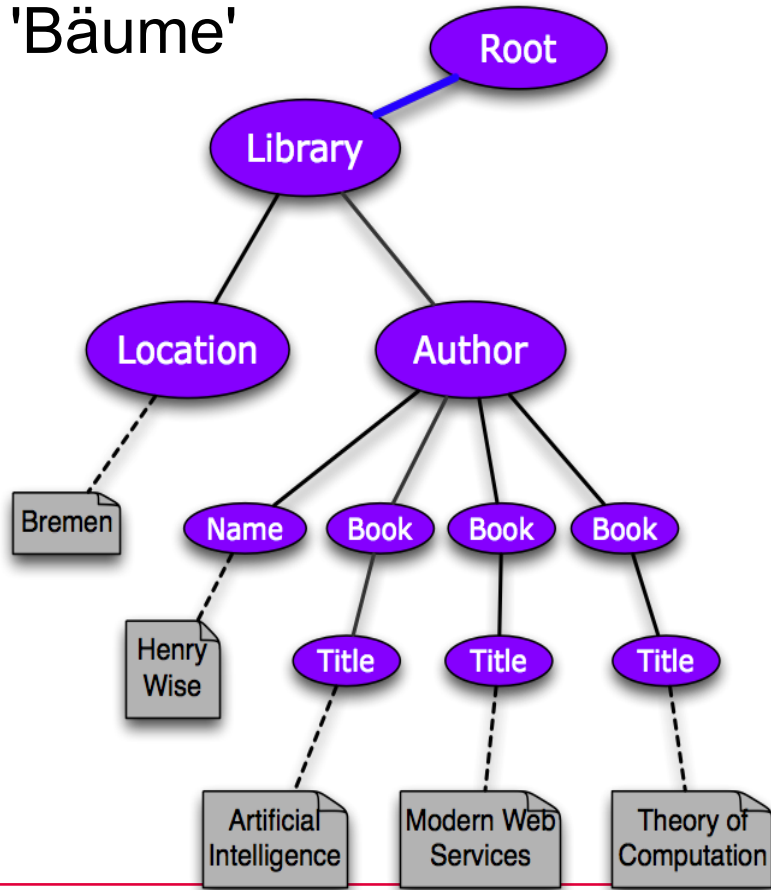 'Bäume'
Root
Library
Location
Author
Bremen
Name
Book
Book
Book
Henry
Wise
Title
Title
Title
Artificial
Intelligence
Modern Web
Services
Theory of
Computation